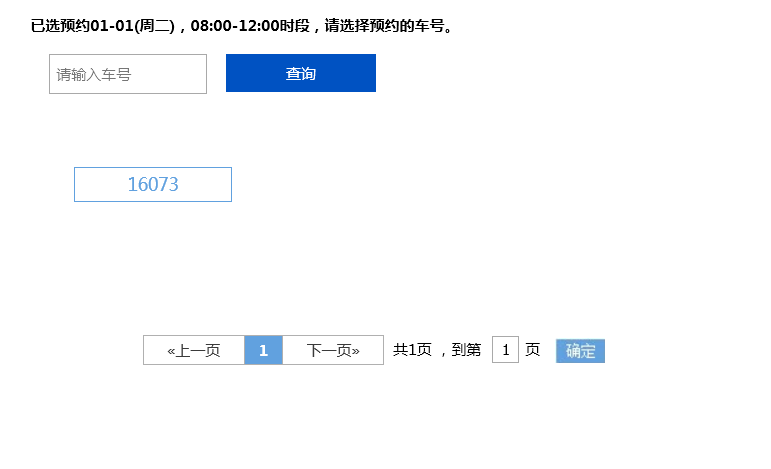 已选预约01-01(周二)，08:00-12:00时段，请选择预约的车号。
请输入车号 查询
16073
«上一页 1 下一页» 共1页 ，到第 1 页 确定